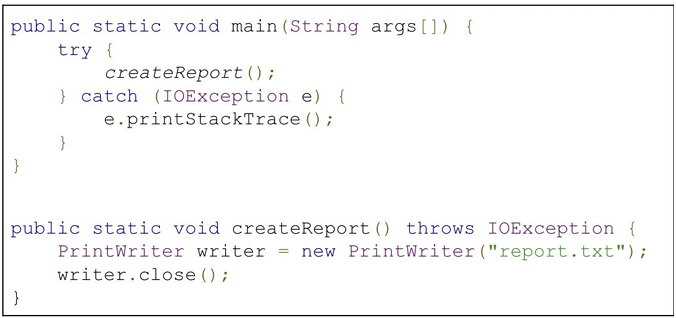 public static void main(String args[]) {
    try {
        createReport();
    } catch (IOException e) {
        e.printStackTrace();
    }
}
public static void createReport() throws IOException {
    PrintWriter writer = new PrintWriter("report.txt");
    writer.close();
}